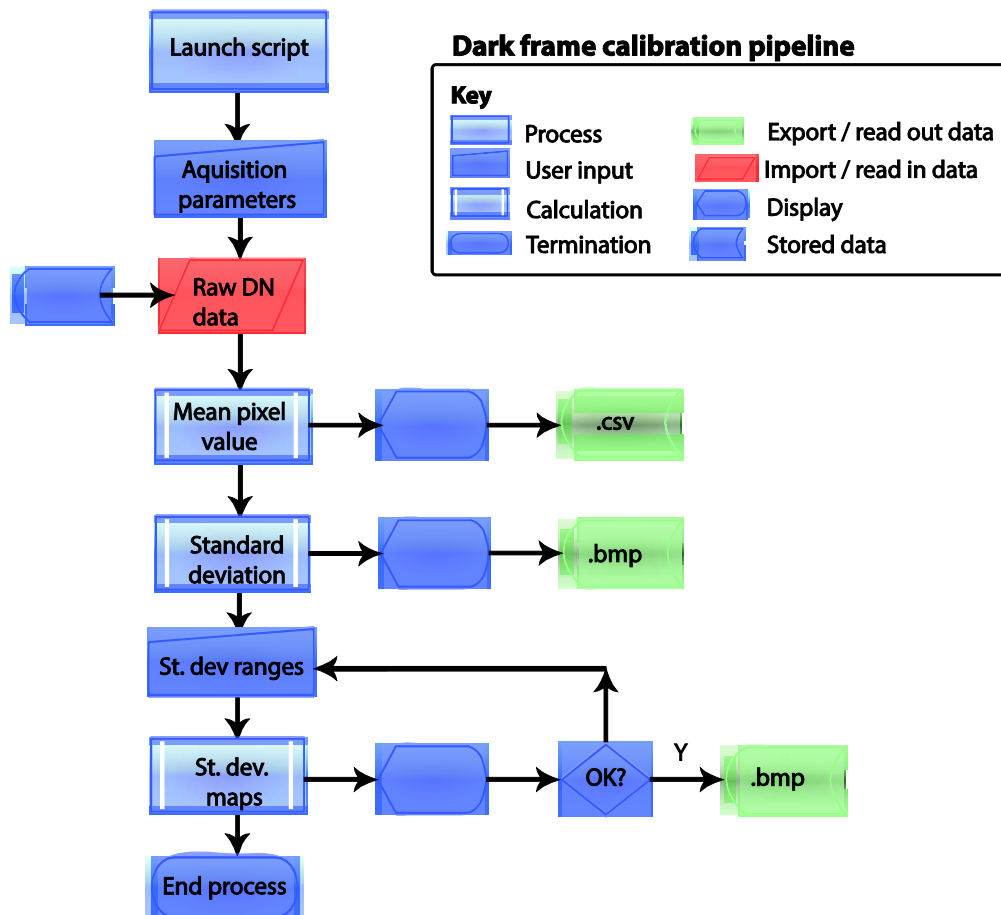 Launch script
Dark frame calibration pipeline
Key
Process
User input
Calculation
Termination
Export / read out data
Import / read in data
Display
Stored data
Aquisition
parameters
Raw DN
data
Mean pixel
value
.csv
Standard
deviation
.bmp
St. dev ranges
St. dev.
maps
OK?
Y
.bmp
End process